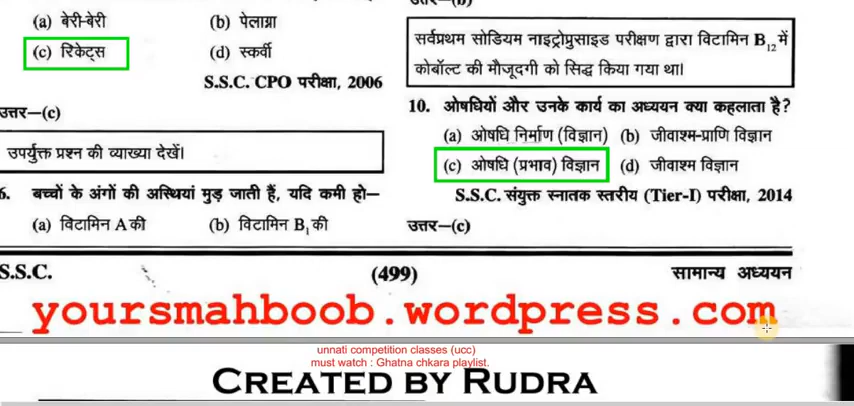 (a) बेरी-बेरी (b) पेलाग्रा
(c) रिकेट्स (d) स्कर्वी
S.S.C. CPO परीक्षा, 2006
उत्तर—(c)
उपर्युक्त प्रश्न की व्याख्या देखें।
6. बच्चों के अंगों की अस्थियां मुड़ जाती हैं, यदि कमी हो—
(a) विटामिन A की (b) विटामिन B1 की
उत्तर—(b)
सर्वप्रथम सोडियम नाइट्रोप्रुसाइड परीक्षण द्वारा विटामिन B12 में
कोबॉल्ट की मौजूदगी को सिद्ध किया गया था।
10. ओषधियों और उनके कार्य का अध्ययन क्या कहलाता है?
(a) ओषधि निर्माण (विज्ञान) (b) जीवाश्म-प्राणि विज्ञान
(c) ओषधि (प्रभाव) विज्ञान (d) जीवाश्म विज्ञान
S.S.C. संयुक्त स्नातक स्तरीय (Tier-I) परीक्षा, 2014
उत्तर—(c)
S.S.C. (499) सामान्य अध्ययन
yoursmahboob.wordpress.com
unnati competition classes (ucc)
must watch : Ghatna chkara playlist.
CREATED BY RUDRA